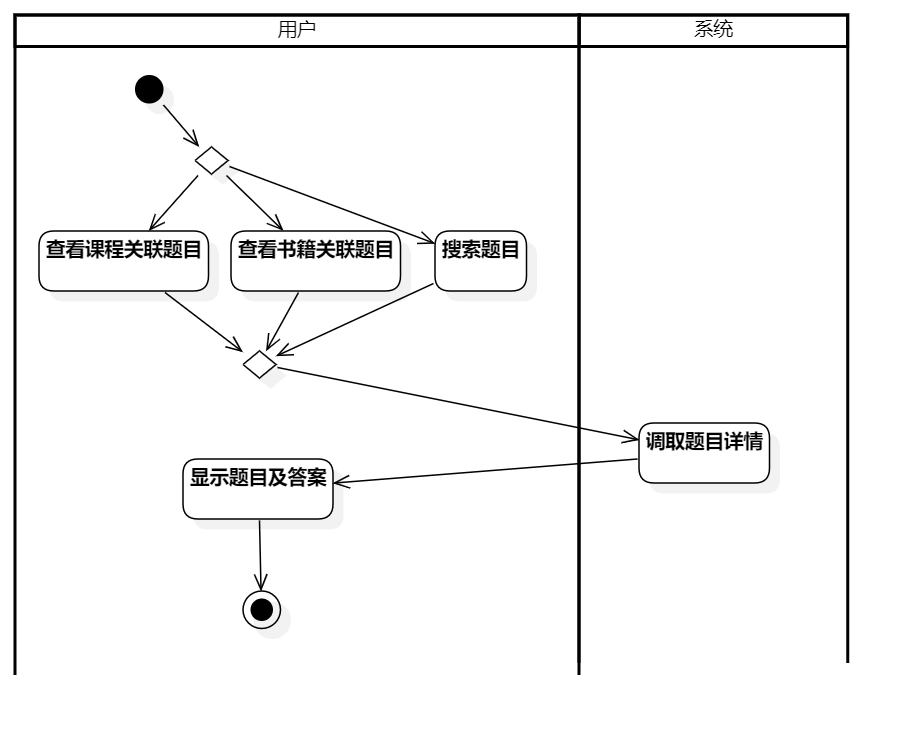 用户
系统
查看课程关联题目
查看书籍关联题目
搜索题目
调取题目详情
显示题目及答案